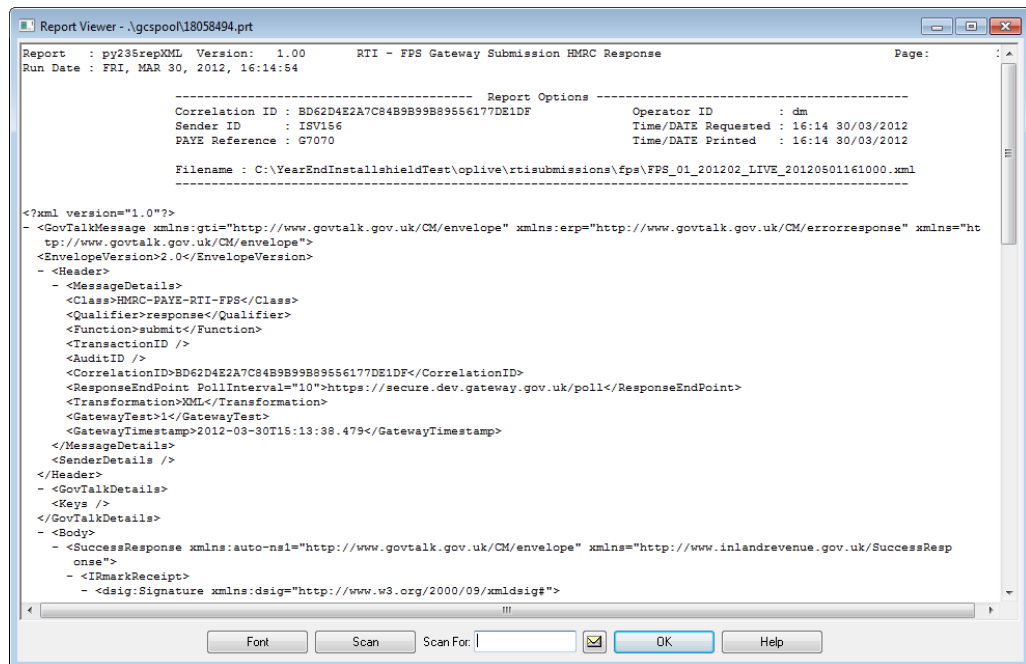 Report Viewer - .\gcspool\18058494.prt
Report : py235repXML Version: 1.00 RTI - FPS Gateway Submission HMRC Response Page:
Run Date : FRI, MAR 30, 2012, 16:14:54
----------------------------------------- Report Options -------------------------------------------
Correlation ID : BD62D4E2A7C84B9B99B89556177DE1DF Operator ID : dm
Sender ID : ISV156 Time/DATE Requested : 16:14 30/03/2012
PAYE Reference : G7070 Time/DATE Printed : 16:14 30/03/2012
Filename : C:\YearEndInstallshieldTest\oplive\rtisubmissions\fps\FPS_01_201202_LIVE_20120501161000.xml
----------------------------------------------------------------------------------------------------
<?xml version="1.0"?>
- <GovTalkMessage xmlns:gti="http://www.govtalk.gov.uk/CM/envelope" xmlns:erp="http://www.govtalk.gov.uk/CM/errorresponse" xmlns="ht
tp://www.govtalk.gov.uk/CM/envelope">
<EnvelopeVersion>2.0</EnvelopeVersion>
- <Header>
- <MessageDetails>
<Class>HMRC-PAYE-RTI-FPS</Class>
<Qualifier>response</Qualifier>
<Function>submit</Function>
<TransactionID />
<AuditID />
<CorrelationID>BD62D4E2A7C84B9B99B89556177DE1DF</CorrelationID>
<ResponseEndPoint PollInterval="10">https://secure.dev.gateway.gov.uk/poll</ResponseEndPoint>
<Transformation>XML</Transformation>
<GatewayTest>1</GatewayTest>
<GatewayTimestamp>2012-03-30T15:13:38.479</GatewayTimestamp>
</MessageDetails>
<SenderDetails />
</Header>
- <GovTalkDetails>
<Keys />
</GovTalkDetails>
- <Body>
- <SuccessResponse xmlns:auto-ns1="http://www.govtalk.gov.uk/CM/envelope" xmlns="http://www.inlandrevenue.gov.uk/SuccessResp
onse">
- <IRmarkReceipt>
- <dsig:Signature xmlns:dsig="http://www.w3.org/2000/09/xmldsig#">
Font Scan Scan For: OK Help